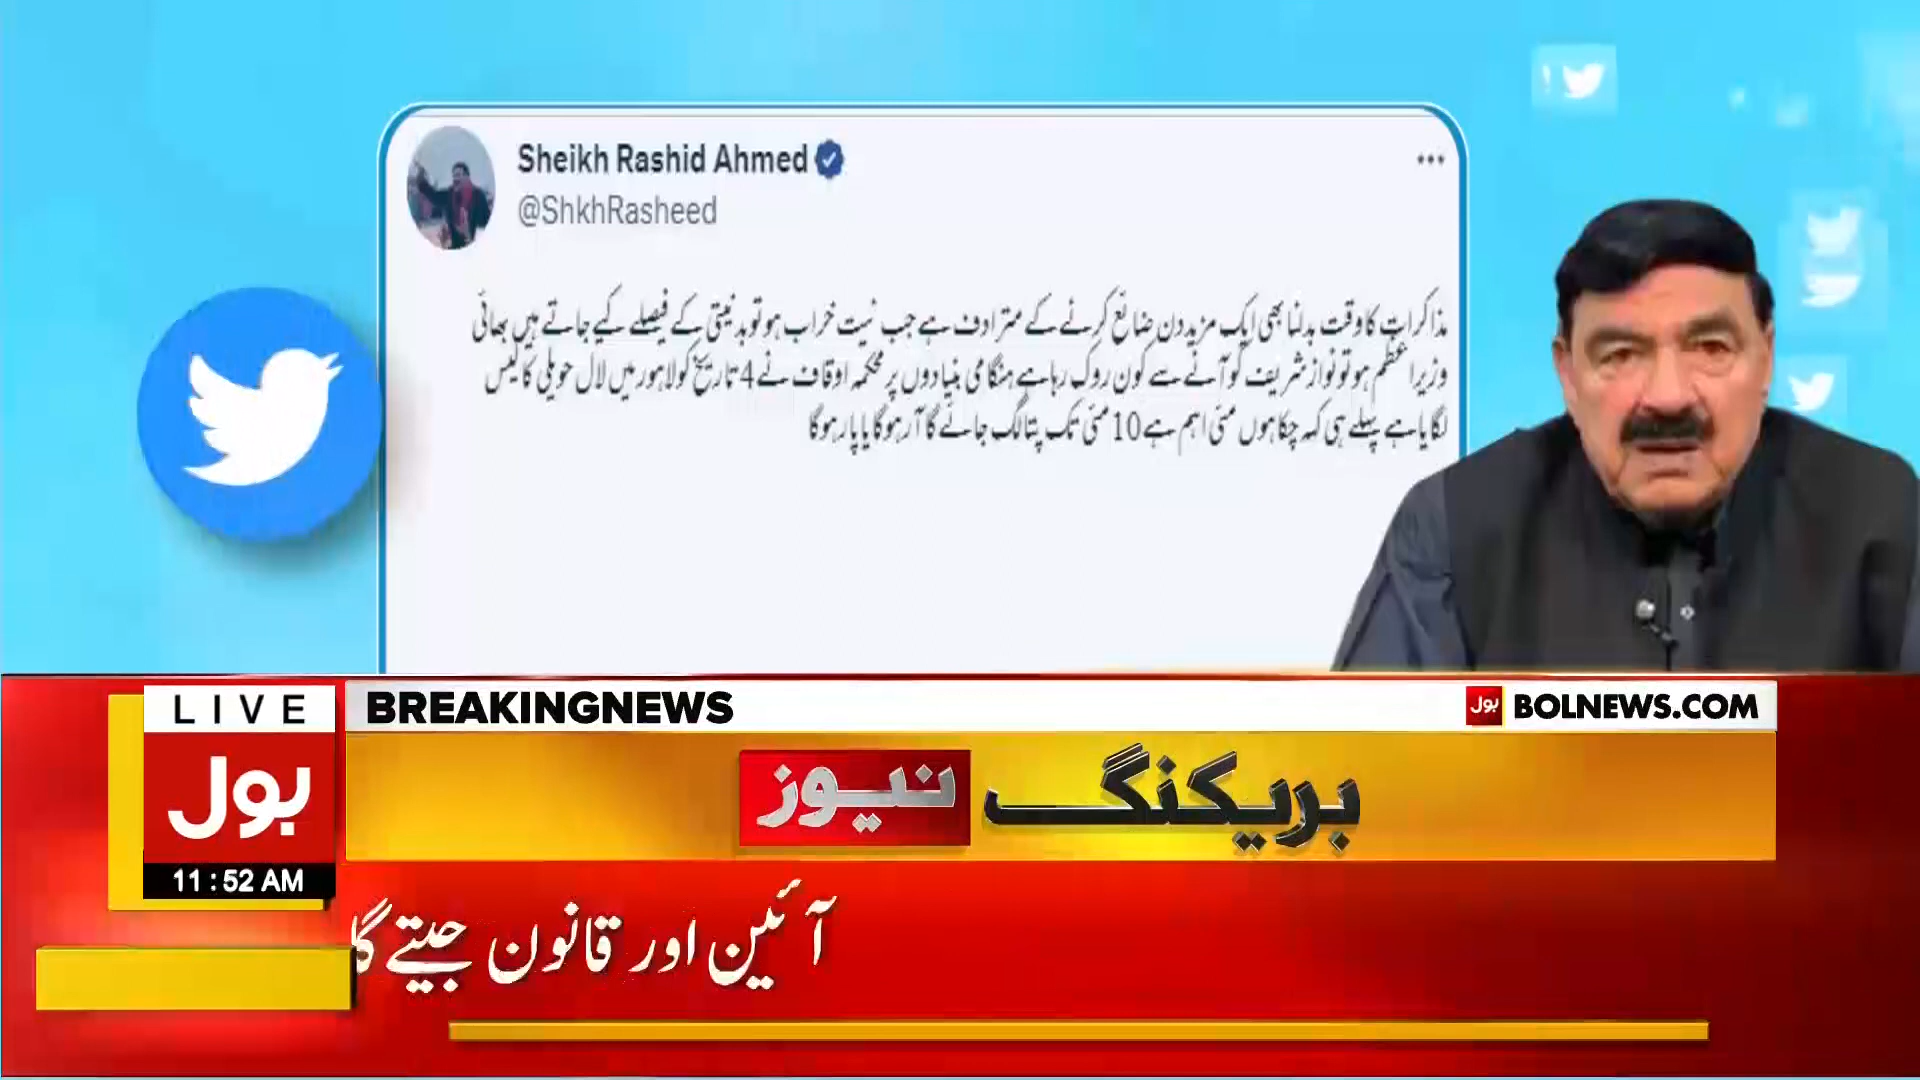 Sheikh Rashid Ahmed
@ShkhRasheed
مذاکرات کا وقت بدلنا بھی ایک مزید دن ضائع کرنے کے مترادف ہے جب نیت خراب ہو تو بدنیتی کے فیصلے کیے جاتے ہیں بھائی
وزیراعظم ہو تو نواز شریف کو آنے سے کون روک رہا ہے ہنگامی بنیادوں پر محکمہ اوقاف نے 4 تاریخ کو لاہور میں لال حویلی کا کیس
لگایا ہے پہلے ہی کہہ چکا ہوں مئی اہم ہے 10 مئی تک پتا لگ جائے گا آر ہو گا یا پار ہو گا
LIVE
BREAKINGNEWS
بول BOLNEWS.COM
بول
بریکنگ نیوز
11:52 AM
آئین اور قانون جیتے گا